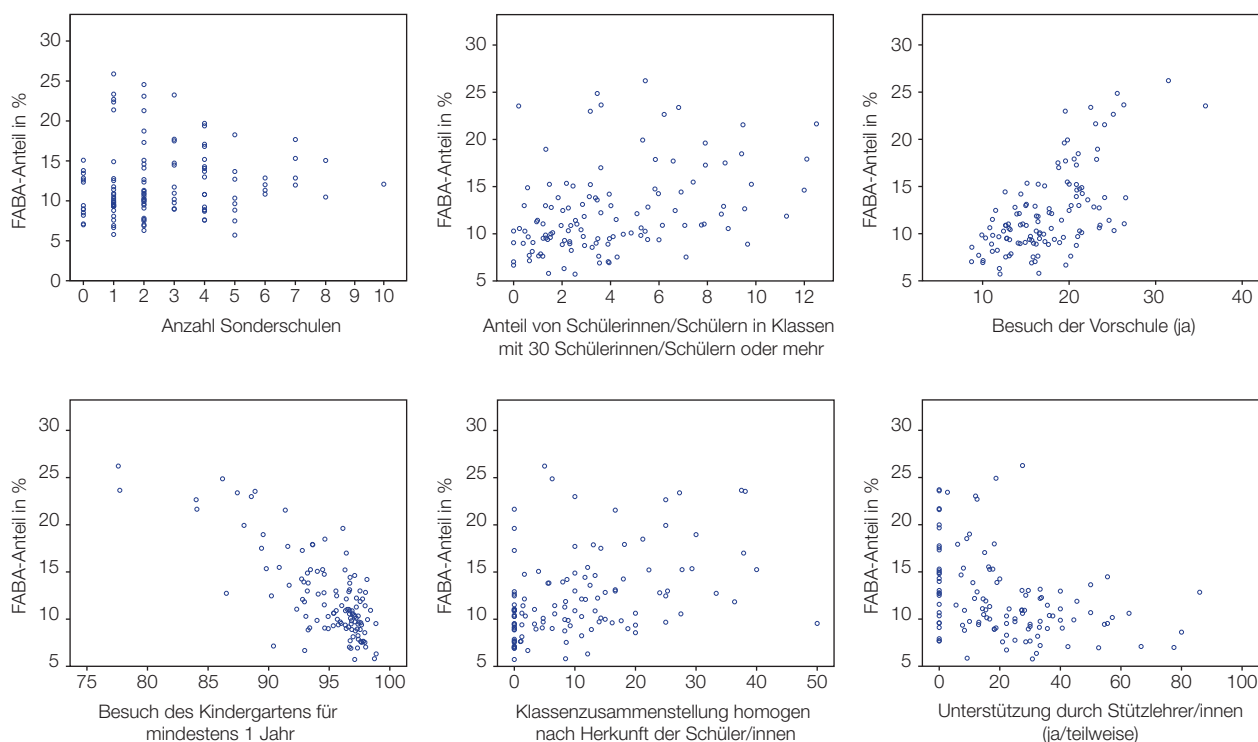 FABA-Anteil in %
30
25
20
15
10
5
0
0 1 2 3 4 5 6 7 8 9 10
Anzahl Sonderschulen
FABA-Anteil in %
30
25
20
15
10
5
0 2 4 6 8 10 12
Anteil von Schülerinnen/Schülern in Klassen
mit 30 Schülerinnen/Schülern oder mehr
FABA-Anteil in %
30
25
20
15
10
5
10 20 30 40
Besuch der Vorschule (ja)
FABA-Anteil in %
30
25
20
15
10
5
75 80 85 90 95 100
Besuch des Kindergartens für
mindestens 1 Jahr
FABA-Anteil in %
30
25
20
15
10
5
0 10 20 30 40 50
Klassenzusammenstellung homogen
nach Herkunft der Schüler/innen
FABA-Anteil in %
30
25
20
15
10
5
0 20 40 60 80 100
Unterstützung durch Stützlehrer/innen
(ja/teilweise)